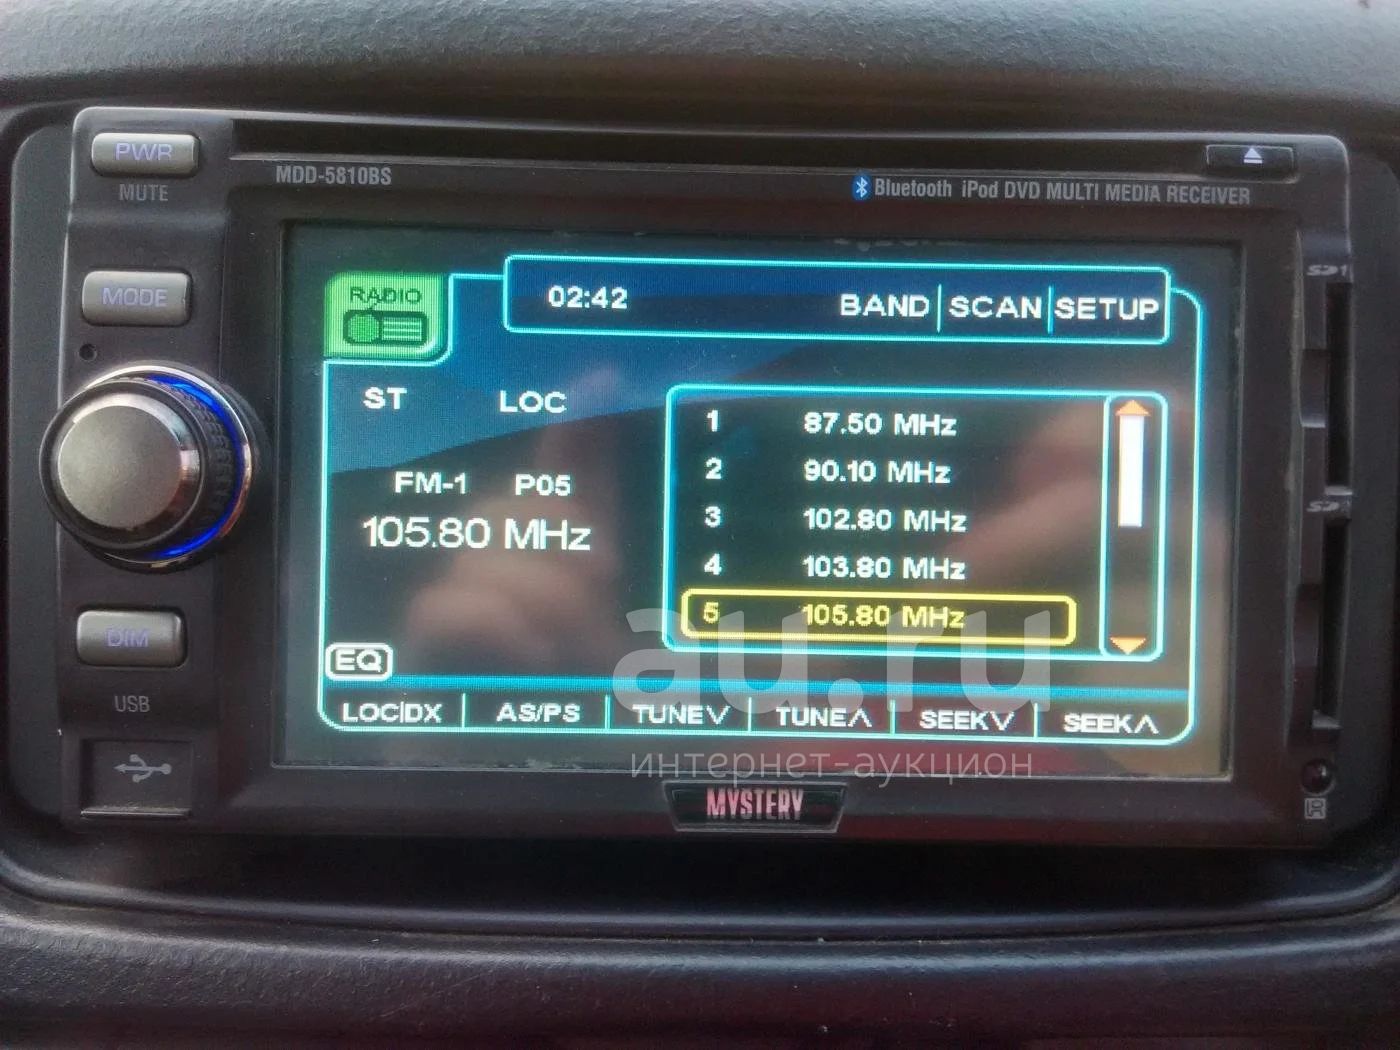 PWR
MUTE
MDD-5810BS
Bluetooth iPod DVD MULTI MEDIA RECEIVER
MODE
RADIO
02:42
BAND SCAN SETUP
ST LOC
FM-1 P05
105.80 MHz
1 87.50 MHz
2 90.10 MHz
3 102.80 MHz
4 103.80 MHz
5 105.80 MHz
EQ
LOC|DX AS/PS TUNE∨ TUNE∧ SEEK∨ SEEK∧
DIM
USB
MYSTERY
au.ru
интернет-аукцион